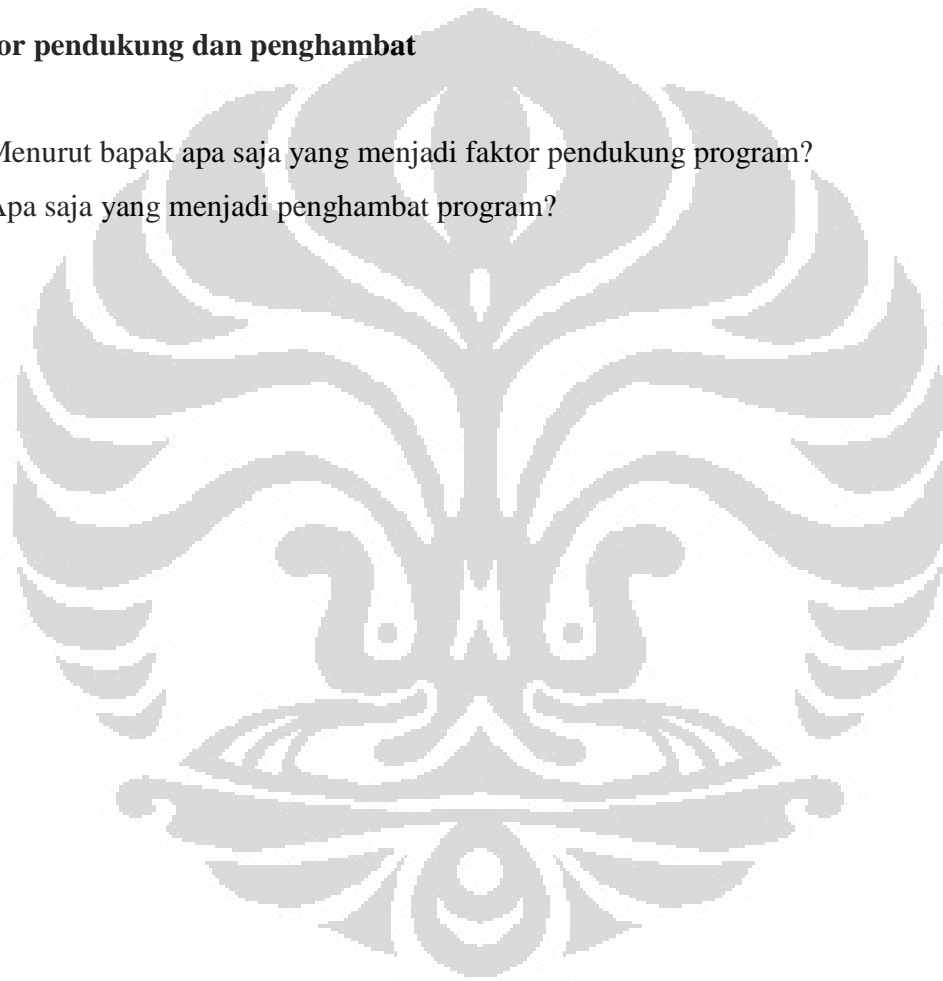 or pendukung dan penghambat
Menurut bapak apa saja yang menjadi faktor pendukung program?
Apa saja yang menjadi penghambat program?